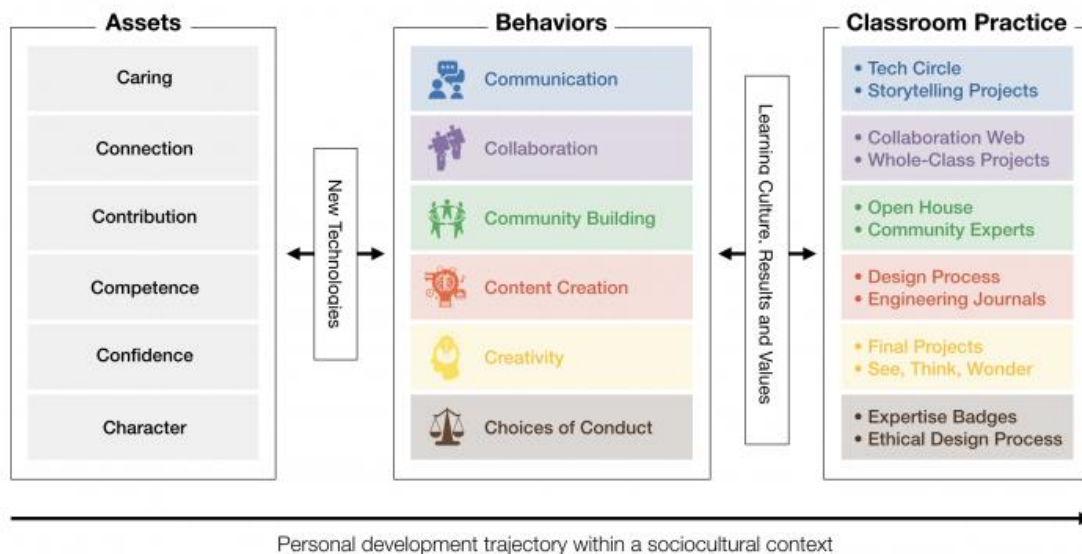 Assets
Caring
Connection
Contribution
Competence
Confidence
Character
New Technologies
Behaviors
Communication
Collaboration
Community Building
Content Creation
Creativity
Choices of Conduct
Learning Culture, Results and Values
Classroom Practice
• Tech Circle
• Storytelling Projects
• Collaboration Web
• Whole-Class Projects
• Open House
• Community Experts
• Design Process
• Engineering Journals
• Final Projects
• See, Think, Wonder
• Expertise Badges
• Ethical Design Process
Personal development trajectory within a sociocultural context